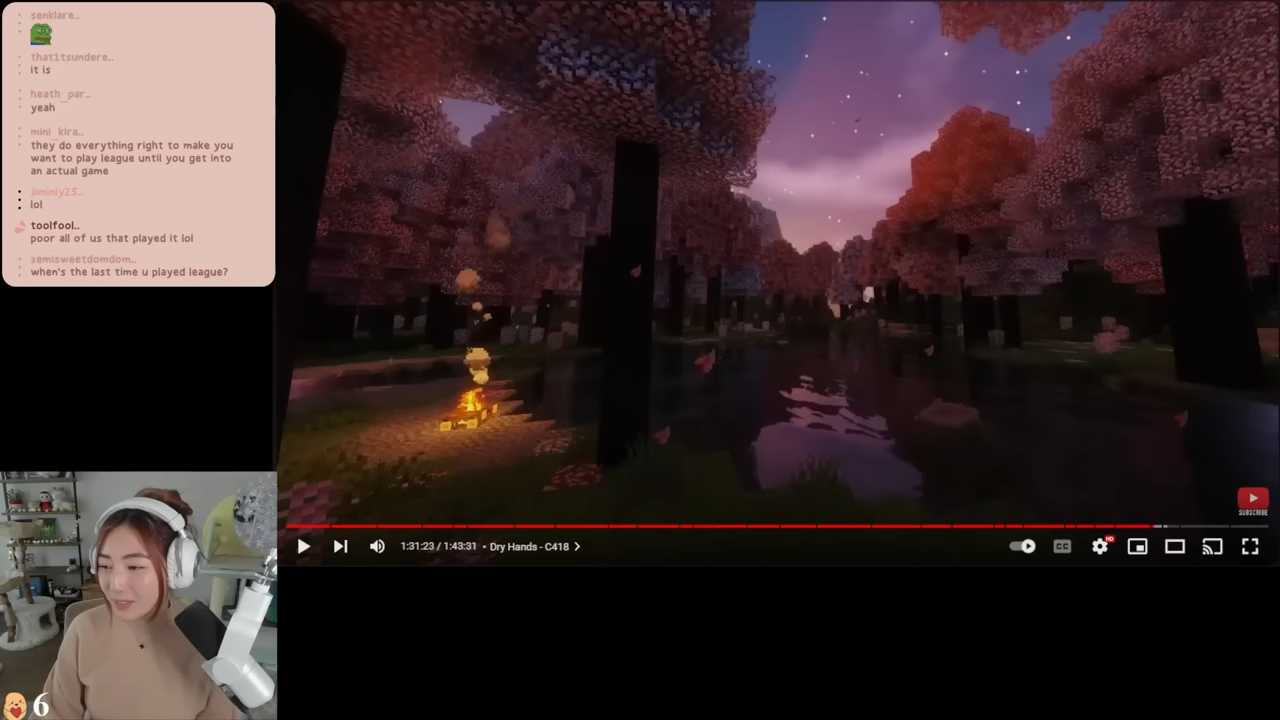 senklare..
that1tsundere..
it is
heath_par..
yeah
mini_kira..
they do everything right to make you
want to play league until you get into
an actual game
jiminly25..
lol
toolfool..
poor all of us that played it lol
semisweetdomdom..
when's the last time u played league?
SUBSCRIBE
1:31:23 / 1:43:31 • Dry Hands - C418
CC
HD
6